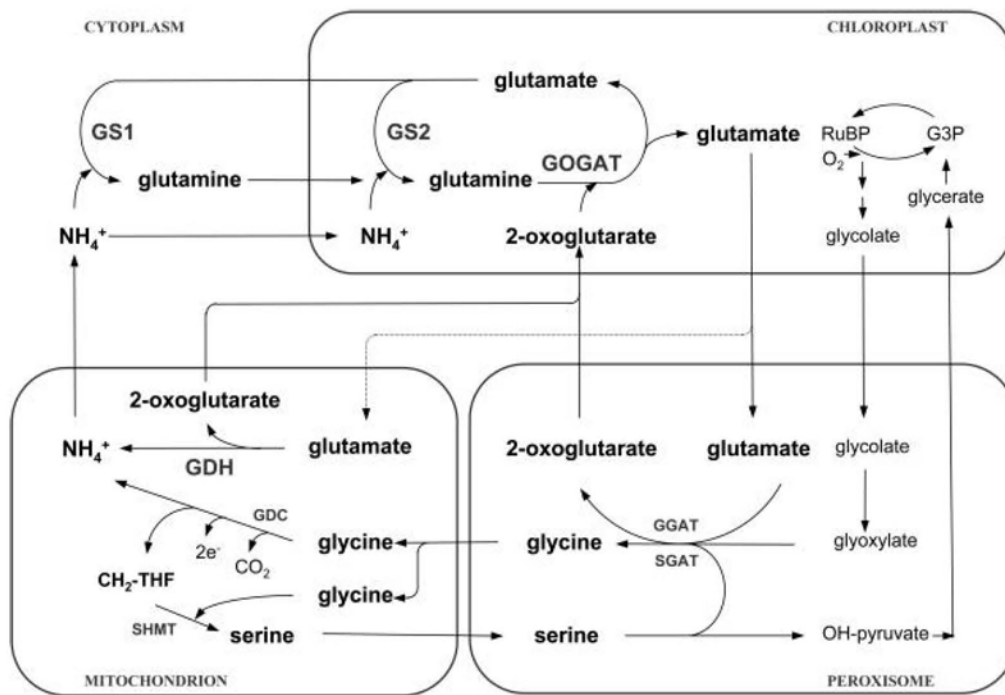 CYTOPLASM
CHLOROPLAST
glutamate
GS1
GS2
GOGAT
glutamate
RuBP
G3P
O₂
glutamine
glutamine
glycerate
NH₄⁺
NH₄⁺
2-oxoglutarate
glycolate
2-oxoglutarate
NH₄⁺
glutamate
GDH
2-oxoglutarate
glutamate
glycolate
GDC
2e⁻
CO₂
glycine
glycine
GGAT
SGAT
glyoxylate
CH₂-THF
glycine
SHMT
serine
serine
OH-pyruvate
MITOCHONDRION
PEROXISOME